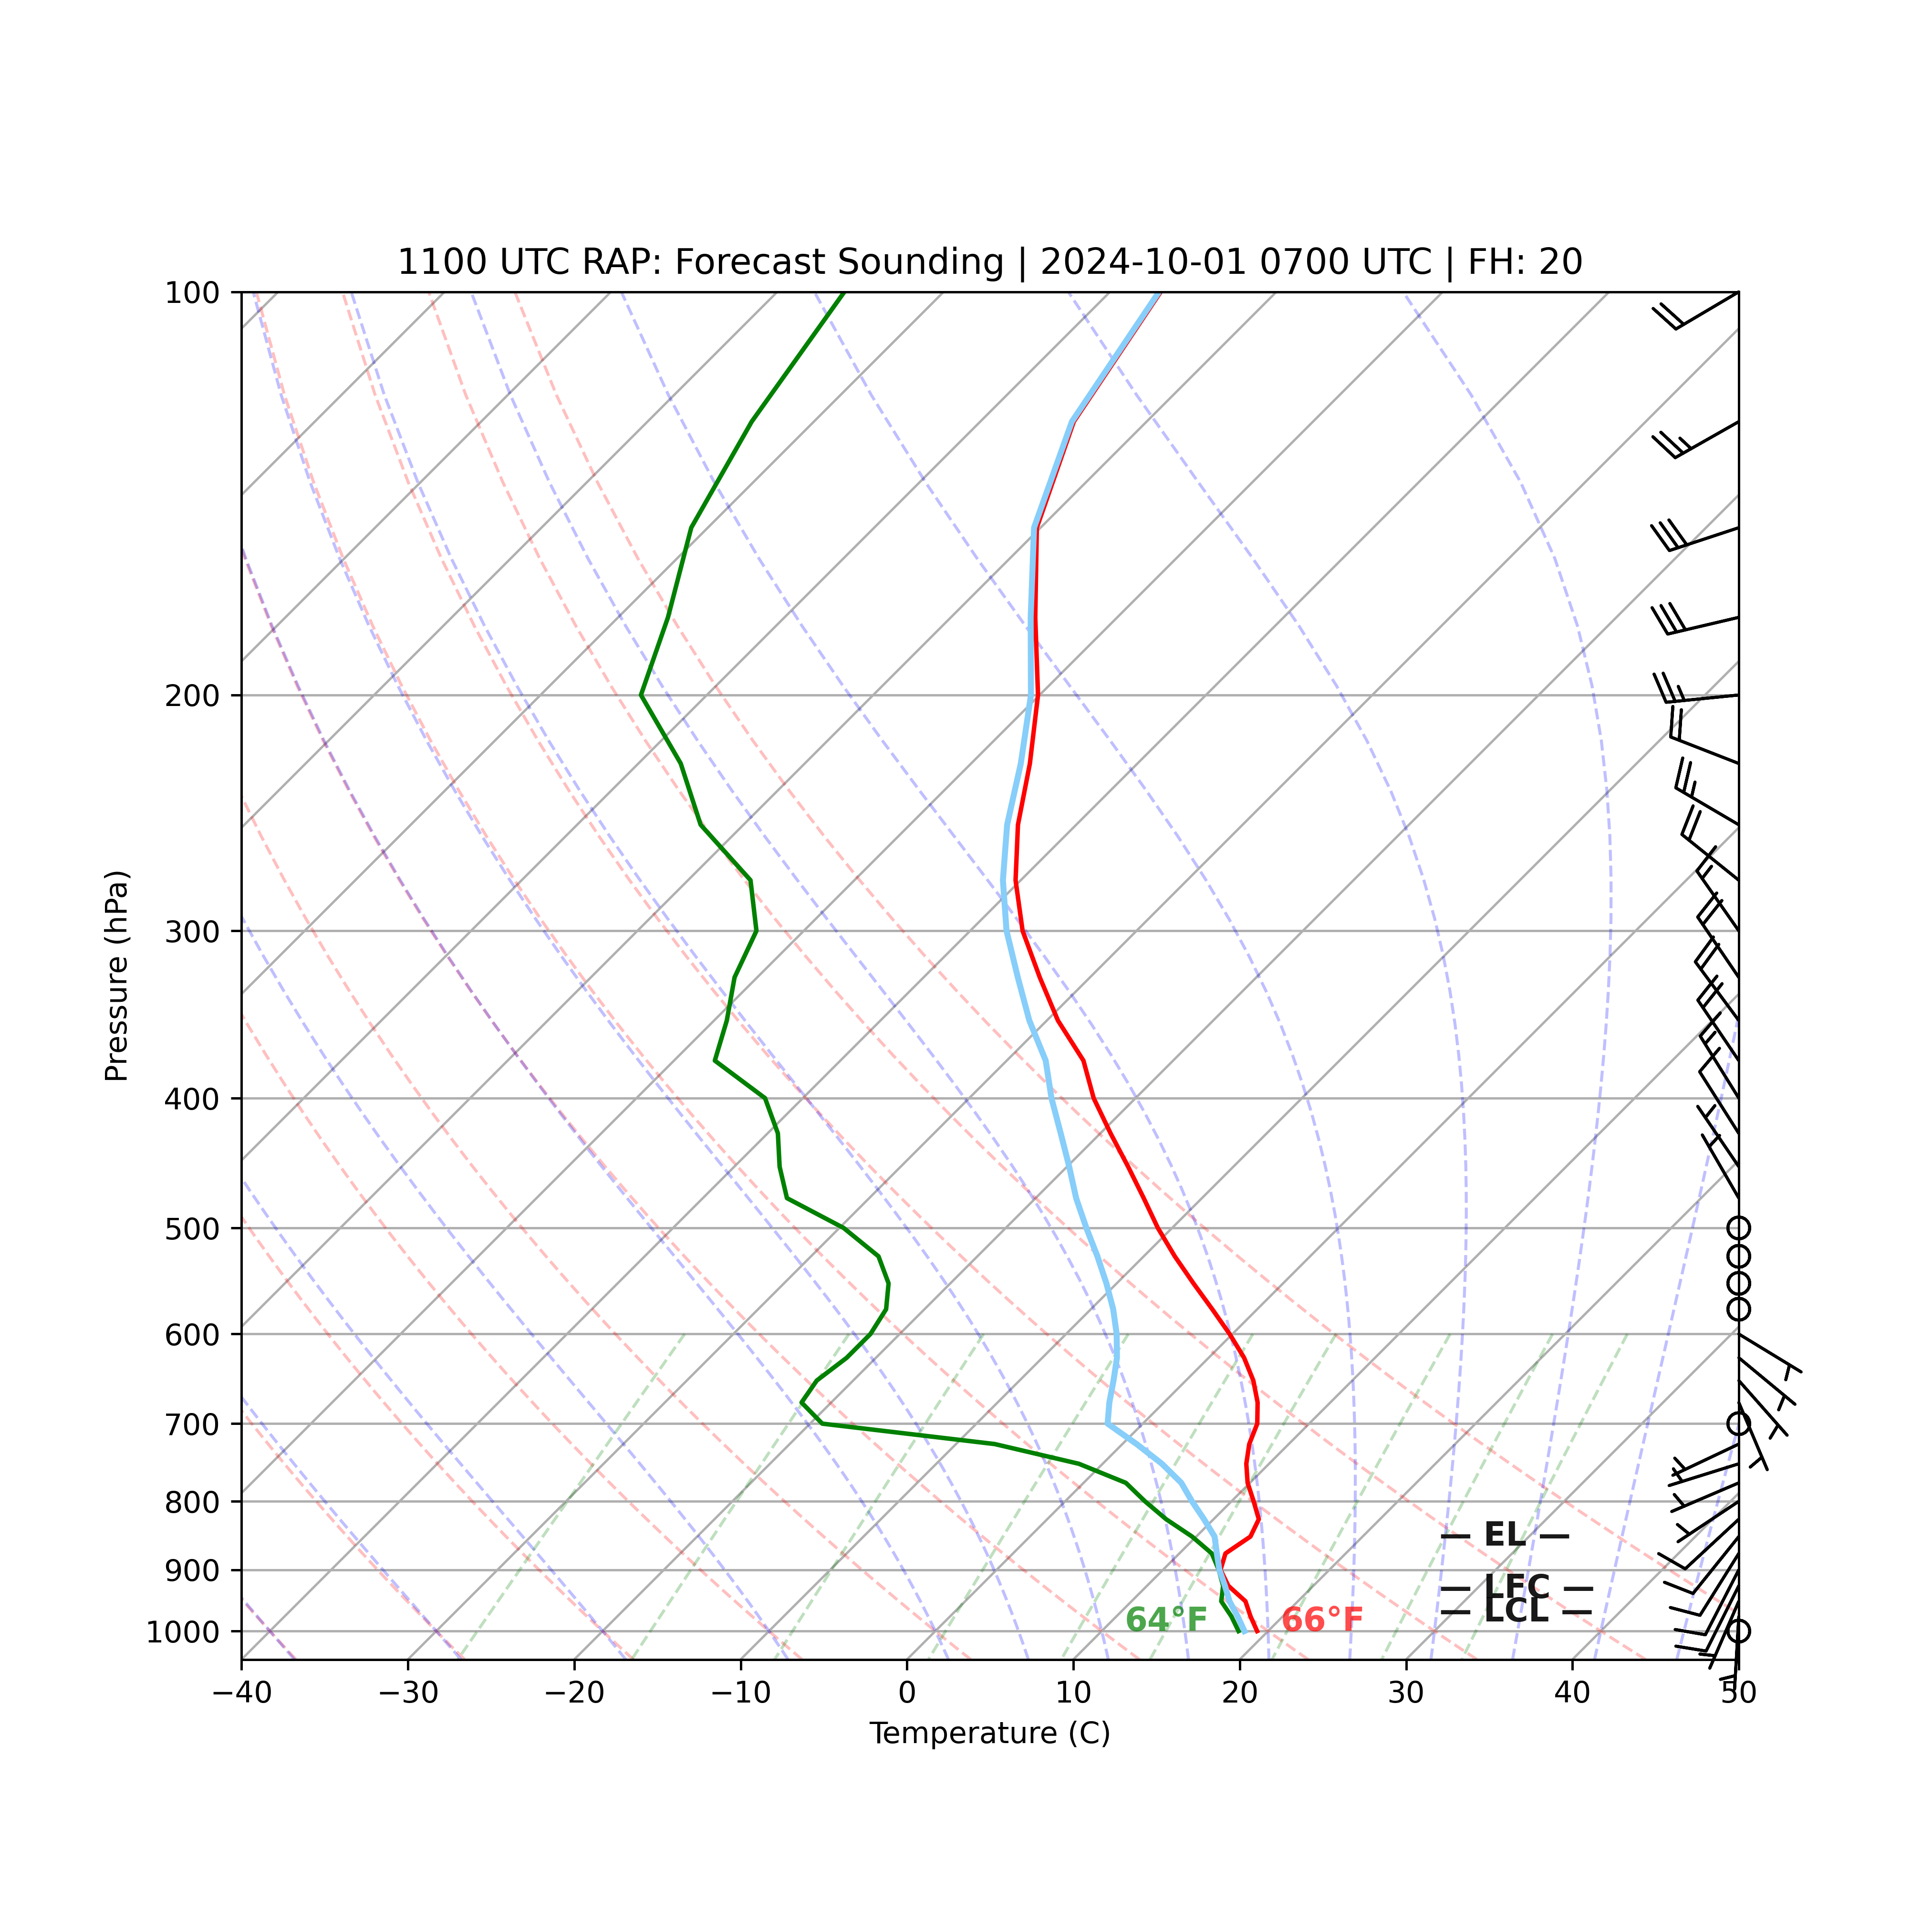 1100 UTC RAP: Forecast Sounding | 2024-10-01 0700 UTC | FH: 20
100
200
300
400
500
600
700
800
900
1000
Pressure (hPa)
— EL —
— LFC —
— LCL —
64°F 66°F
−40 −30 −20 −10 0 10 20 30 40 50
Temperature (C)